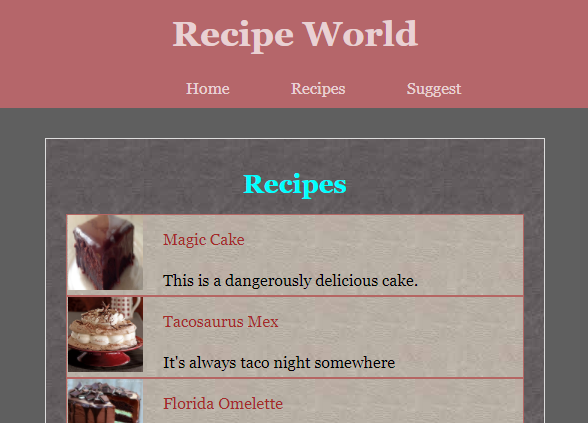 Recipe World
Home Recipes Suggest
Recipes
Magic Cake
This is a dangerously delicious cake.
Tacosaurus Mex
It's always taco night somewhere
Florida Omelette